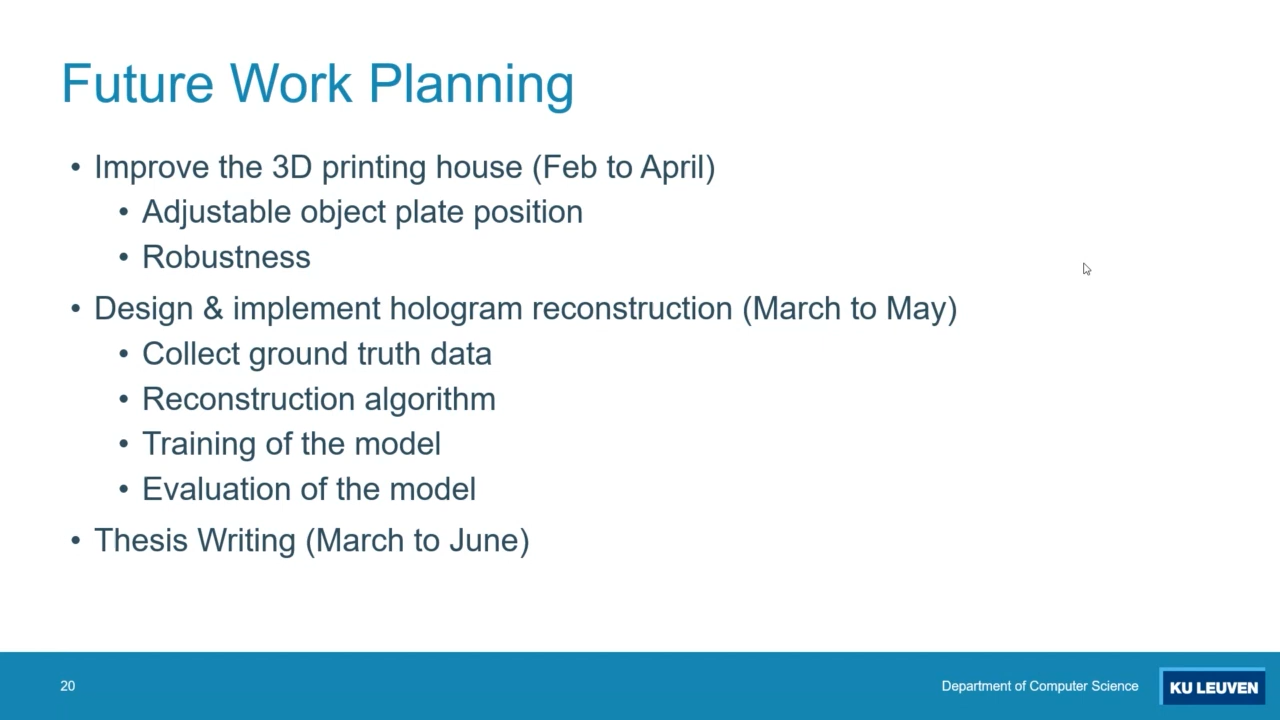 Future Work Planning
• Improve the 3D printing house (Feb to April)
• Adjustable object plate position
• Robustness
• Design & implement hologram reconstruction (March to May)
• Collect ground truth data
• Reconstruction algorithm
• Training of the model
• Evaluation of the model
• Thesis Writing (March to June)
20
Department of Computer Science
KU LEUVEN